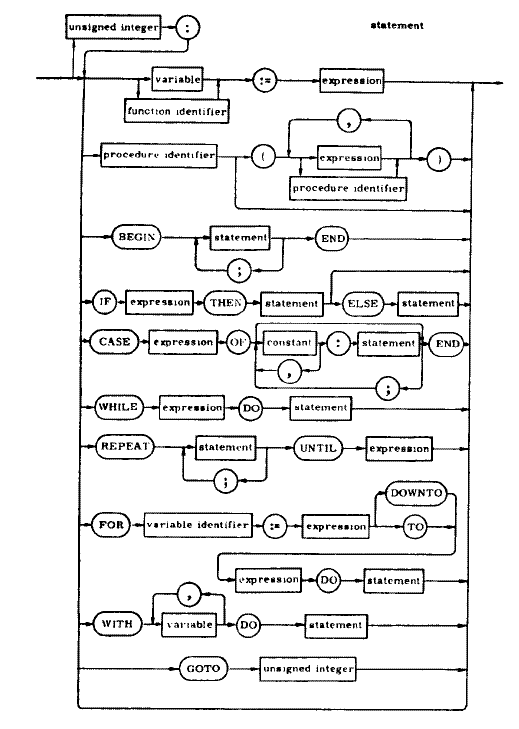 statement
unsigned integer :
variable := expression
function identifier
,
procedure identifier ( expression )
procedure identifier
BEGIN statement END
;
IF expression THEN statement ELSE statement
CASE expression OF constant : statement END
,
;
WHILE expression DO statement
REPEAT statement UNTIL expression
;
DOWNTO
FOR variable identifier := expression TO
expression DO statement
,
WITH variable DO statement
GOTO unsigned integer